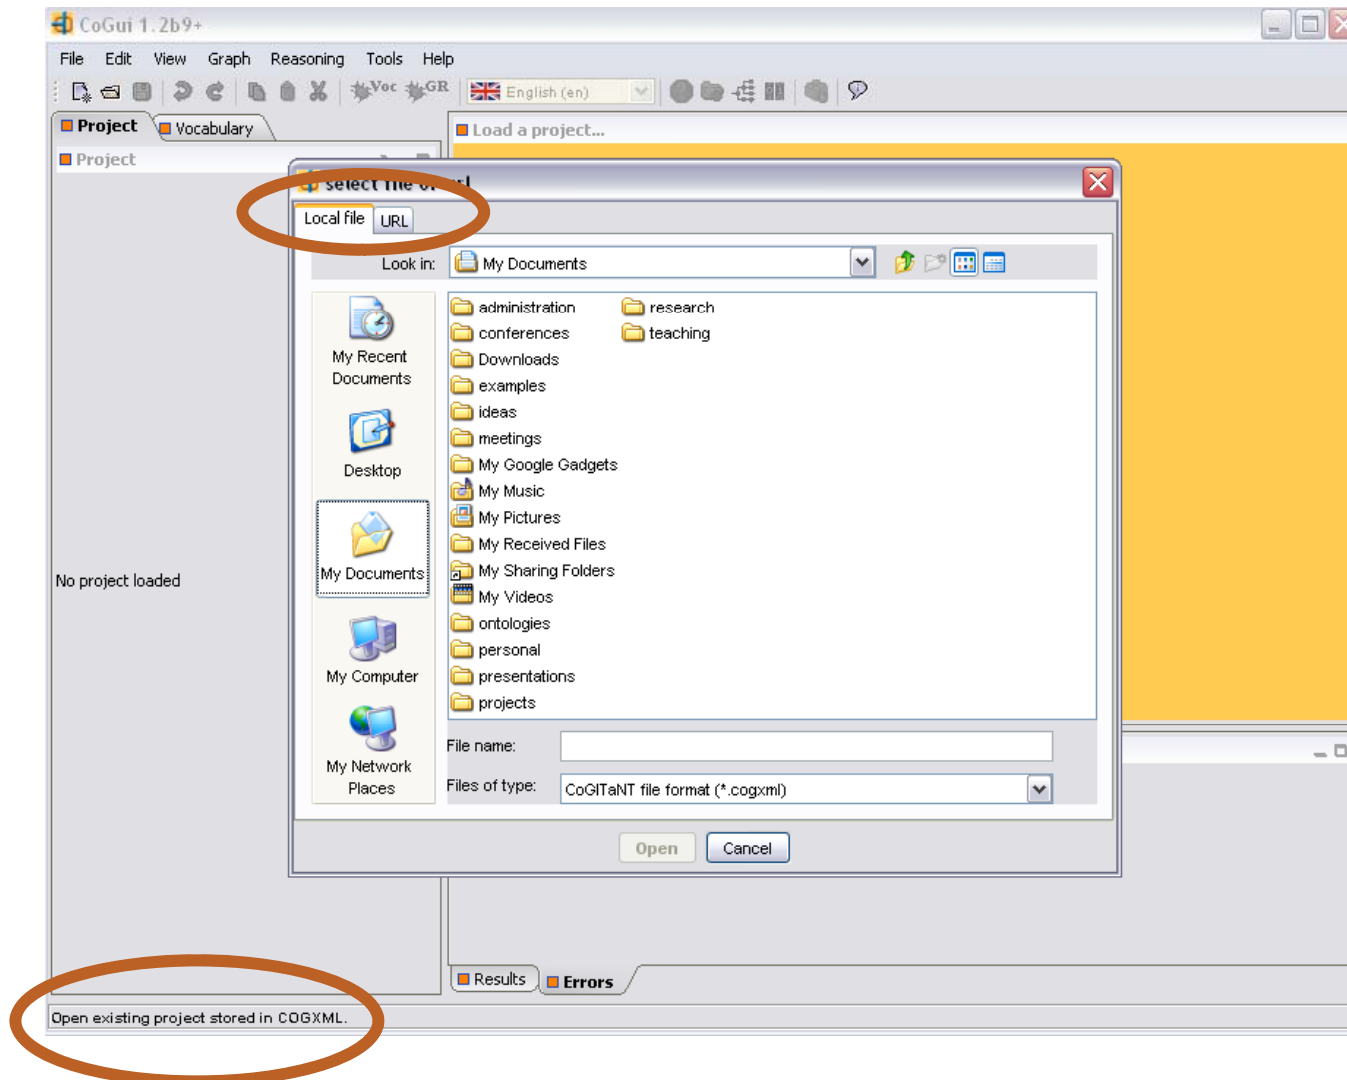 CoGui 1.2b9+
File Edit View Graph Reasoning Tools Help
Voc GR English (en)
Project Vocabulary
Load a project...
Project
select file or url
Local file URL
Look in: My Documents
My Recent
Documents
Desktop
My Documents
My Computer
My Network
Places
administration
conferences
Downloads
examples
ideas
meetings
My Google Gadgets
My Music
My Pictures
My Received Files
My Sharing Folders
My Videos
ontologies
personal
presentations
projects
research
teaching
File name:
Files of type: CoGITaNT file format (*.cogxml)
Open Cancel
No project loaded
Results Errors
Open existing project stored in COGXML.